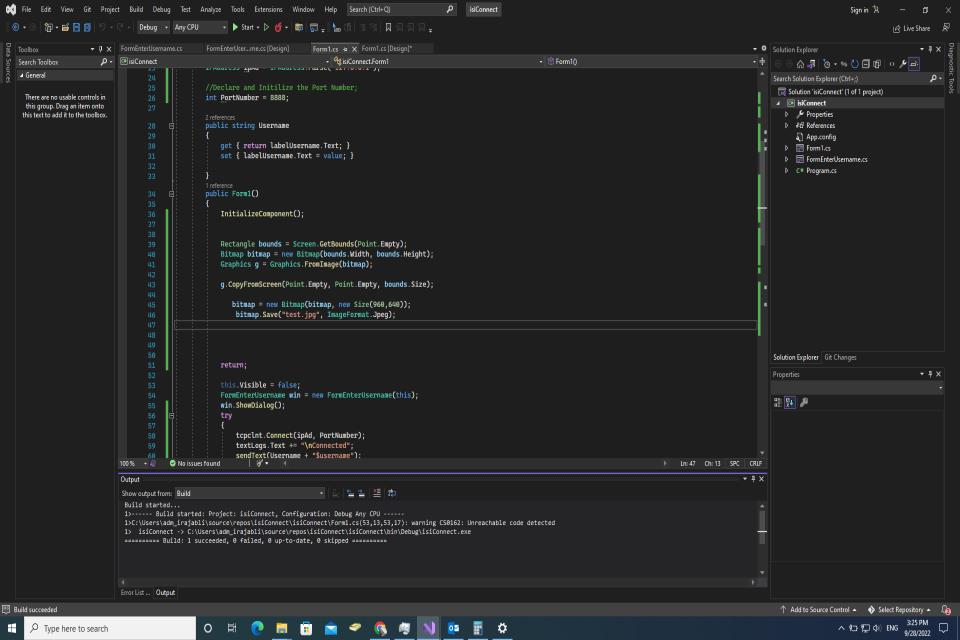 File Edit View Git Project Build Debug Test Analyze Tools Extensions Window Help Search (Ctrl+Q) isiConnect Sign in
Debug Any CPU Start Live Share
Data Sources
Toolbox
Search Toolbox
General
There are no usable controls in
this group. Drag an item onto
this text to add it to the toolbox.
FormEnterUsername.cs FormEnterUser...me.cs [Design] Form1.cs Form1.cs [Design]*
isiConnect isiConnect.Form1 Form1()
24
25 //Declare and Initilize the Port Number;
26 int PortNumber = 8888;
27
2 references
28 public string Username
29 {
30 get { return labelUsername.Text; }
31 set { labelUsername.Text = value; }
32
33 }
1 reference
34 public Form1()
35 {
36 InitializeComponent();
37
38
39 Rectangle bounds = Screen.GetBounds(Point.Empty);
40 Bitmap bitmap = new Bitmap(bounds.Width, bounds.Height);
41 Graphics g = Graphics.FromImage(bitmap);
42
43 g.CopyFromScreen(Point.Empty, Point.Empty, bounds.Size);
44
45 bitmap = new Bitmap(bitmap, new Size(960,640));
46 bitmap.Save("test.jpg", ImageFormat.Jpeg);
47
48
49
50
51 return;
52
53 this.Visible = false;
54 FormEnterUsername win = new FormEnterUsername(this);
55 win.ShowDialog();
56 try
57 {
58 tcpclnt.Connect(ipAd, PortNumber);
59 textLogs.Text += "\nConnected";
60 sendText(Username + "$username");
100 % No issues found Ln: 47 Ch: 13 SPC CRLF
Output
Show output from: Build
Build started...
1>------ Build started: Project: isiConnect, Configuration: Debug Any CPU ------
1>C:\Users\adm_irajabli\source\repos\isiConnect\isiConnect\Form1.cs(53,13,53,17): warning CS0162: Unreachable code detected
1> isiConnect -> C:\Users\adm_irajabli\source\repos\isiConnect\isiConnect\bin\Debug\isiConnect.exe
========== Build: 1 succeeded, 0 failed, 0 up-to-date, 0 skipped ==========
Error List ... Output
Solution Explorer
Search Solution Explorer (Ctrl+;)
Solution 'isiConnect' (1 of 1 project)
isiConnect
Properties
References
App.config
Form1.cs
FormEnterUsername.cs
C# Program.cs
Solution Explorer Git Changes
Properties
Diagnostic Tools
Build succeeded Add to Source Control Select Repository 2
Type here to search
ENG 3:25 PM
9/28/2022